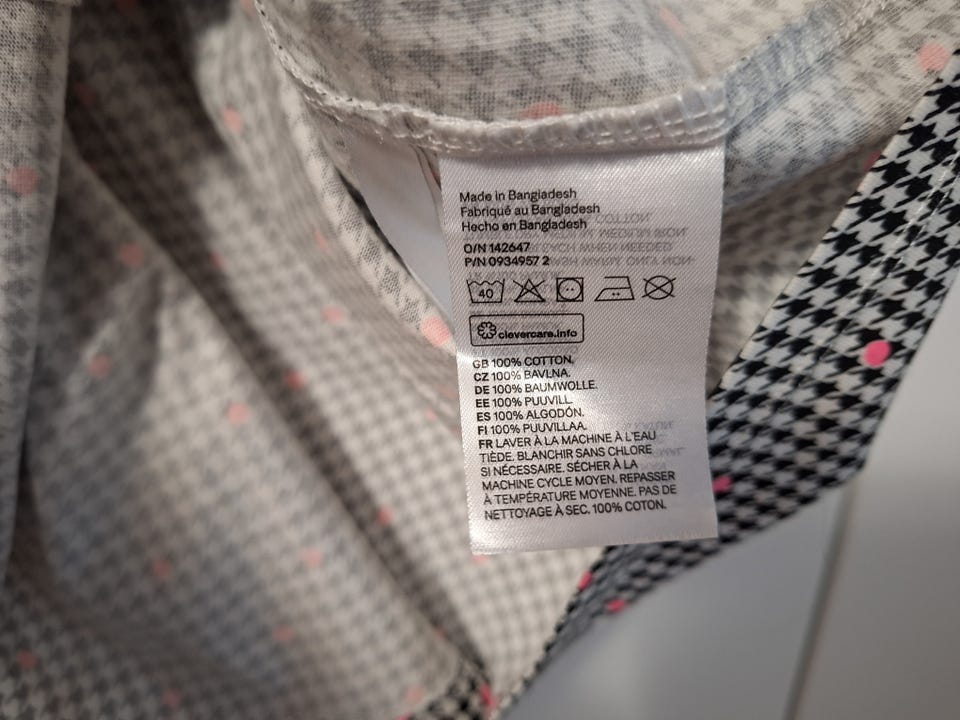 Made in Bangladesh
Fabriqué au Bangladesh
Hecho en Bangladesh
O/N 142647
P/N 0934957 2
40
clevercare.info
GB 100% COTTON.
CZ 100% BAVLNA.
DE 100% BAUMWOLLE.
EE 100% PUUVILL.
ES 100% ALGODÓN.
FI 100% PUUVILLAA.
FR LAVER À LA MACHINE À L'EAU
TIÈDE. BLANCHIR SANS CHLORE
SI NÉCESSAIRE. SÉCHER À LA
MACHINE CYCLE MOYEN. REPASSER
À TEMPÉRATURE MOYENNE. PAS DE
NETTOYAGE À SEC. 100% COTON.